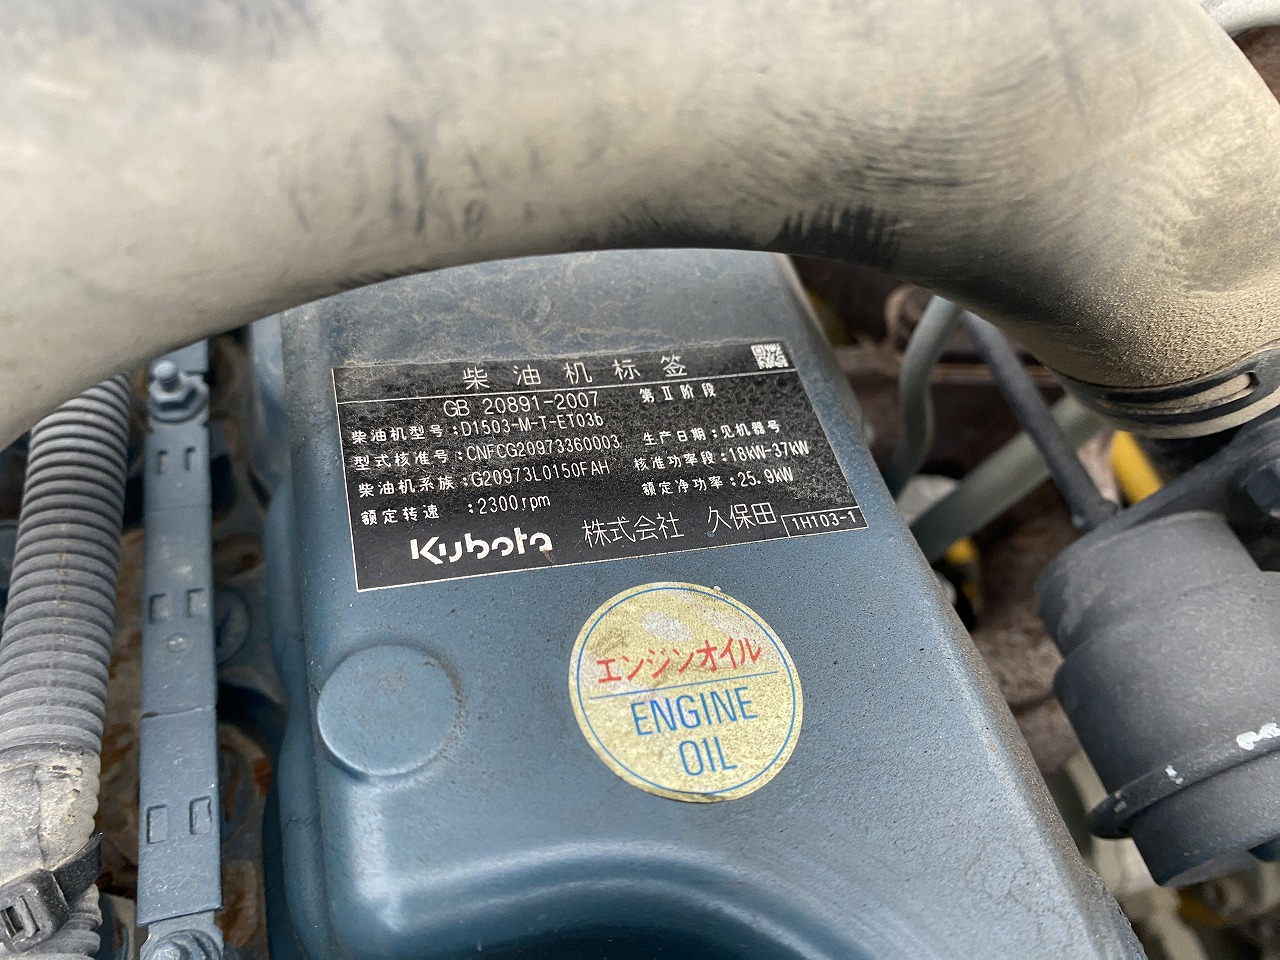 柴油机标签
GB 20891-2007 第Ⅱ阶段
柴油机型号:D1503-M-T-ET03b
型式核准号:CNFCG20973360003 生产日期:见机器号
柴油机系族:G20973L0150FAH 核准功率段:18kW-37kW
额定转速 :2300rpm 额定净功率:25.9kW
Kubota 株式会社 久保田 1H103-1
エンジンオイル
ENGINE
OIL